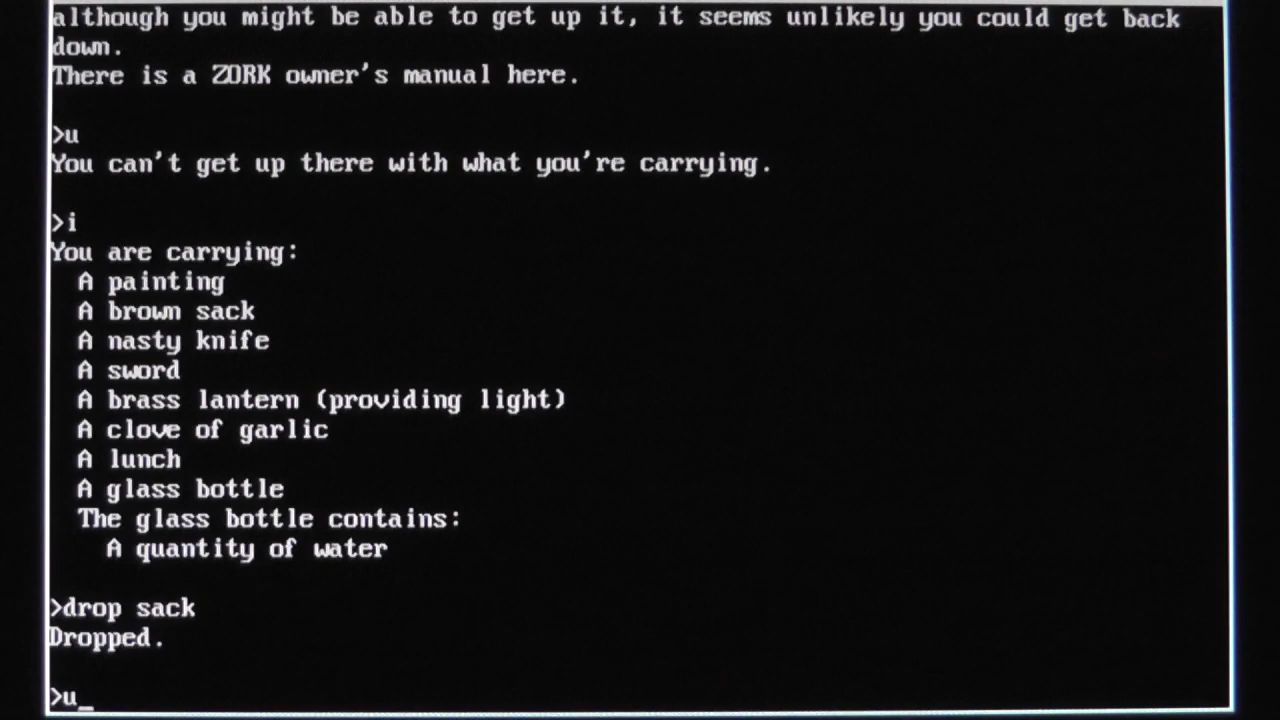 although you might be able to get up it, it seems unlikely you could get back
down.
There is a ZORK owner's manual here.
>u
You can't get up there with what you're carrying.
>i
You are carrying:
A painting
A brown sack
A nasty knife
A sword
A brass lantern (providing light)
A clove of garlic
A lunch
A glass bottle
The glass bottle contains:
A quantity of water
>drop sack
Dropped.
>u_